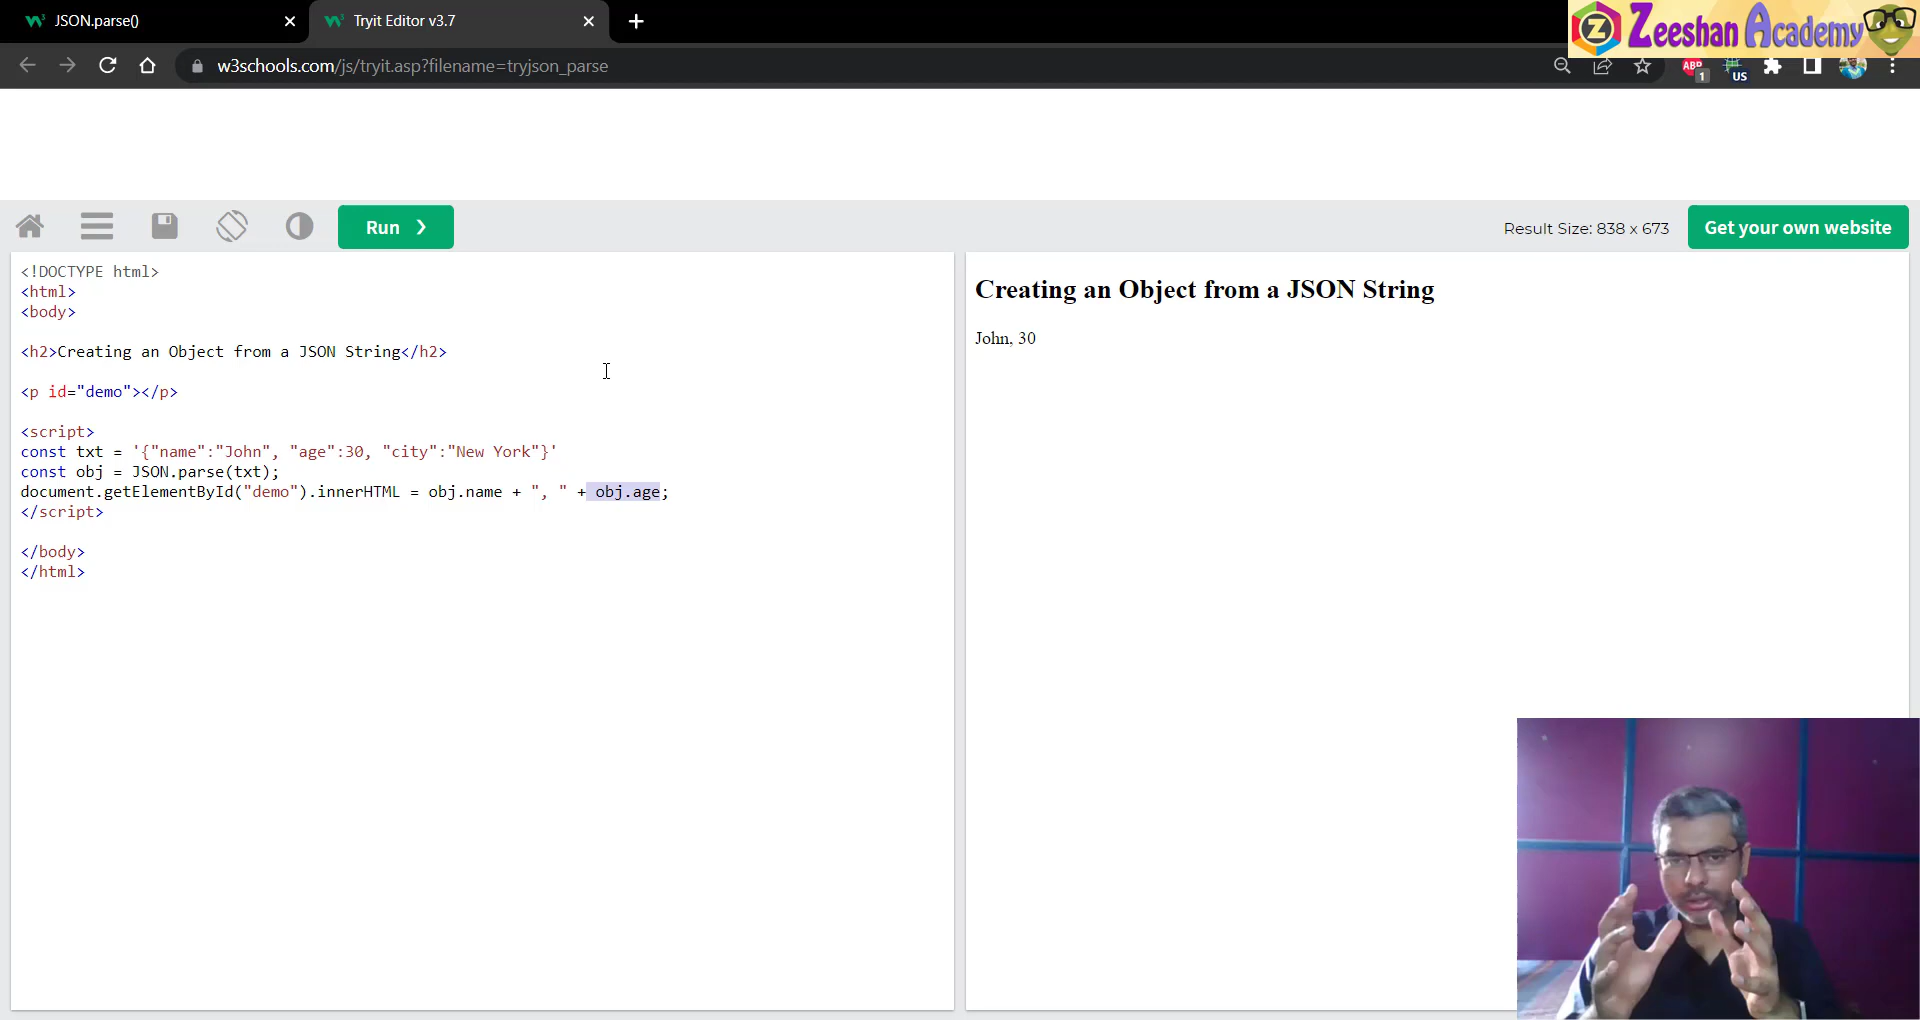 JSON.parse()
Tryit Editor v3.7
Zeeshan Academy
w3schools.com/js/tryit.asp?filename=tryjson_parse
ABP
1
US
Run ❯
Result Size: 838 x 673
Get your own website
<!DOCTYPE html>
<html>
<body>
<h2>Creating an Object from a JSON String</h2>
<p id="demo"></p>
<script>
const txt = '{"name":"John", "age":30, "city":"New York"}'
const obj = JSON.parse(txt);
document.getElementById("demo").innerHTML = obj.name + ", " + obj.age;
</script>
</body>
</html>
Creating an Object from a JSON String
John, 30